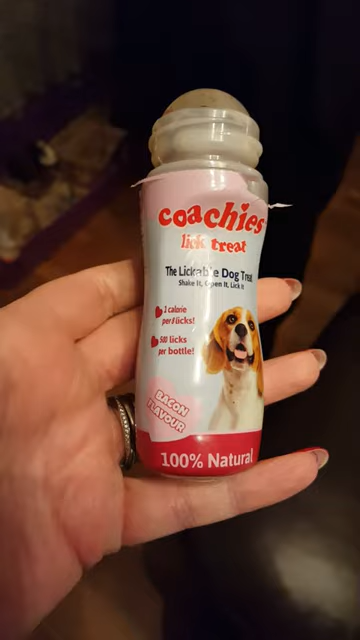 coachies
lick treat
The Lickable Dog Treat
Shake It, Open It, Lick It
1 calorie
per licks!
500 licks
per bottle!
BACON
FLAVOUR
100% Natural